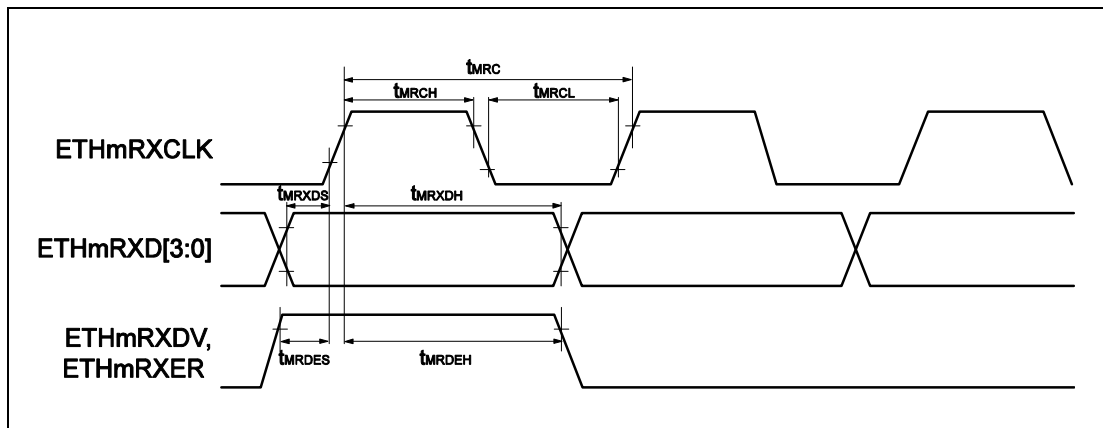 tMRC
tMRCH
tMRCL
ETHmRXCLK
tMRXDS
tMRXDH
ETHmRXD[3:0]
ETHmRXDV,
ETHmRXER
tMRDES
tMRDEH